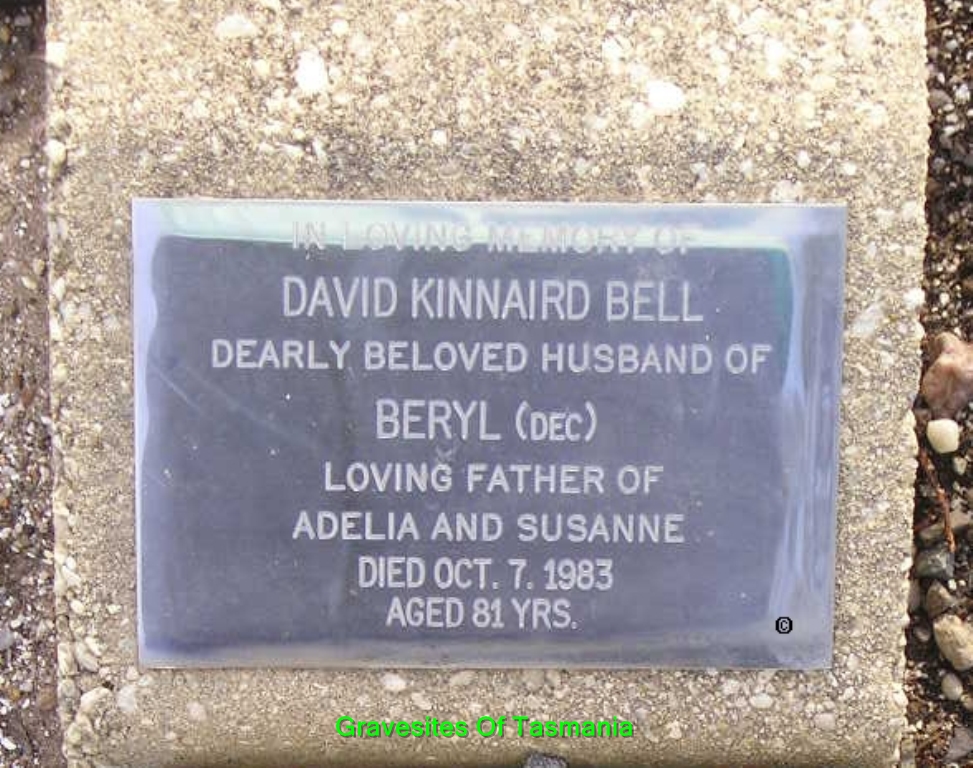 IN LOVING MEMORY OF
DAVID KINNAIRD BELL
DEARLY BELOVED HUSBAND OF
BERYL (DEC)
LOVING FATHER OF
ADELIA AND SUSANNE
DIED OCT. 7. 1983
AGED 81 YRS.
©
Gravesites Of Tasmania